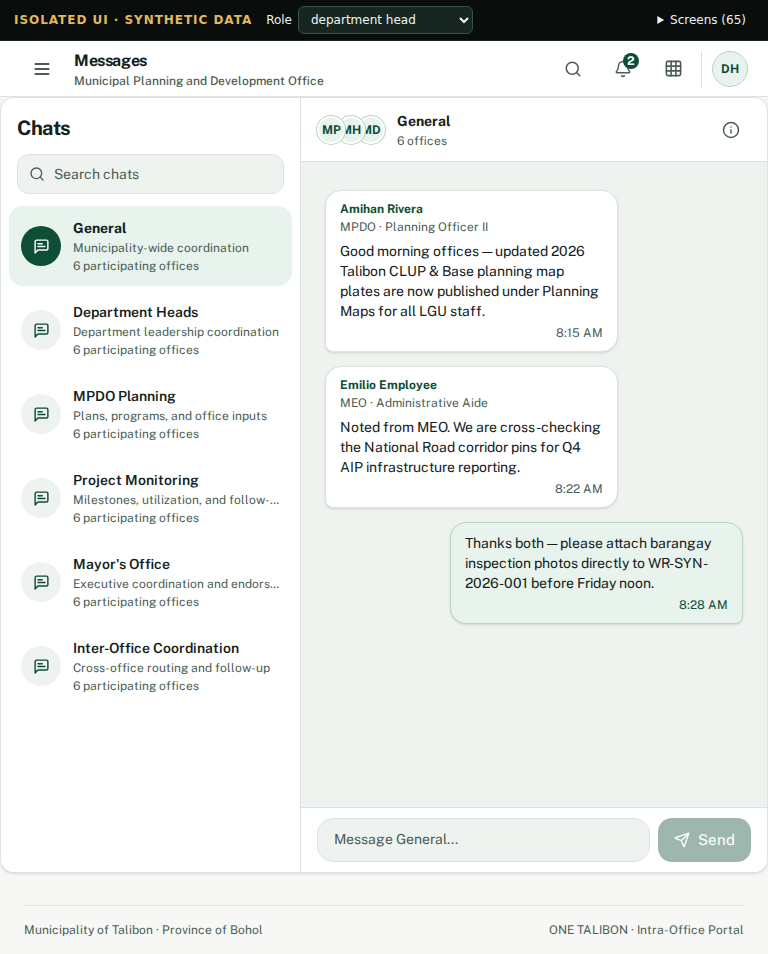 ISOLATED UI · SYNTHETIC DATA
Role
department head
Screens (65)
Messages
Municipal Planning and Development Office
2
DH
Chats
Search chats
General
Municipality-wide coordination
6 participating offices
Department Heads
Department leadership coordination
6 participating offices
MPDO Planning
Plans, programs, and office inputs
6 participating offices
Project Monitoring
Milestones, utilization, and follow-...
6 participating offices
Mayor's Office
Executive coordination and endors...
6 participating offices
Inter-Office Coordination
Cross-office routing and follow-up
6 participating offices
MP MH MD
General
6 offices
Amihan Rivera
MPDO · Planning Officer II
Good morning offices — updated 2026
Talibon CLUP & Base planning map
plates are now published under Planning
Maps for all LGU staff.
8:15 AM
Emilio Employee
MEO · Administrative Aide
Noted from MEO. We are cross-checking
the National Road corridor pins for Q4
AIP infrastructure reporting.
8:22 AM
Thanks both — please attach barangay
inspection photos directly to WR-SYN-
2026-001 before Friday noon.
8:28 AM
Message General...
Send
Municipality of Talibon · Province of Bohol
ONE TALIBON · Intra-Office Portal